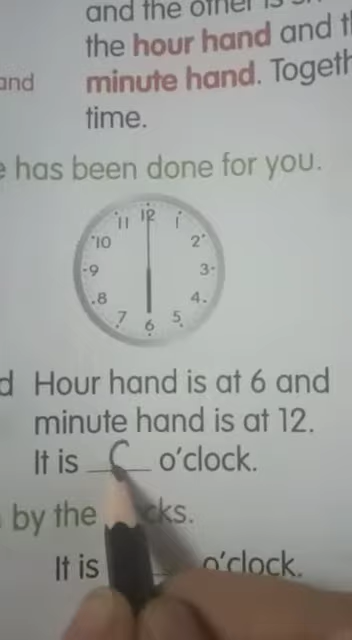 and the other is
the hour hand and
and minute hand.
time.
has been done for you.
11 12 1
10 2
9 3
8 4
7 6 5
Hour hand is at 6 and
minute hand is at 12.
It is o'clock.
by the
It is o'clock.